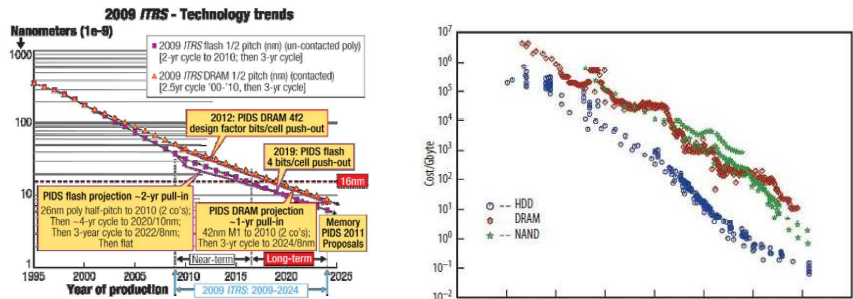 2009 ITRS - Technology trends
Nanometers (1e-9)
1000
100
10
1
2009 ITRS flash 1/2 pitch (nm) (un-contacted poly)
[2-yr cycle to 2010; then 3-yr cycle]
2009 ITRS DRAM 1/2 pitch (nm) (contacted)
[2.5yr cycle '00-'10, then 3-yr cycle]
2012: PIDS DRAM 4f2
design factor bits/cell push-out
2019: PIDS flash
4 bits/cell push-out
16nm
PIDS flash projection ~2-yr pull-in
26nm poly half-pitch to 2010 (2 co's);
Then ~4-yr cycle to 2020/10nm;
Then 3-year cycle to 2022/8nm;
Then flat
PIDS DRAM projection
~1-yr pull-in
42nm M1 to 2010 (2 co's);
Then 3-yr cycle to 2024/8nm
Memory
PIDS 2011
Proposals
Near-term
Long-term
1995
2000
2005
2010
2015
2020
2025
Year of production
2009 ITRS: 2009-2024
Cost/Gbyte
10^7
10^6
10^5
10^4
10^3
10^2
10^1
10^0
10^-1
10^-2
HDD
DRAM
NAND